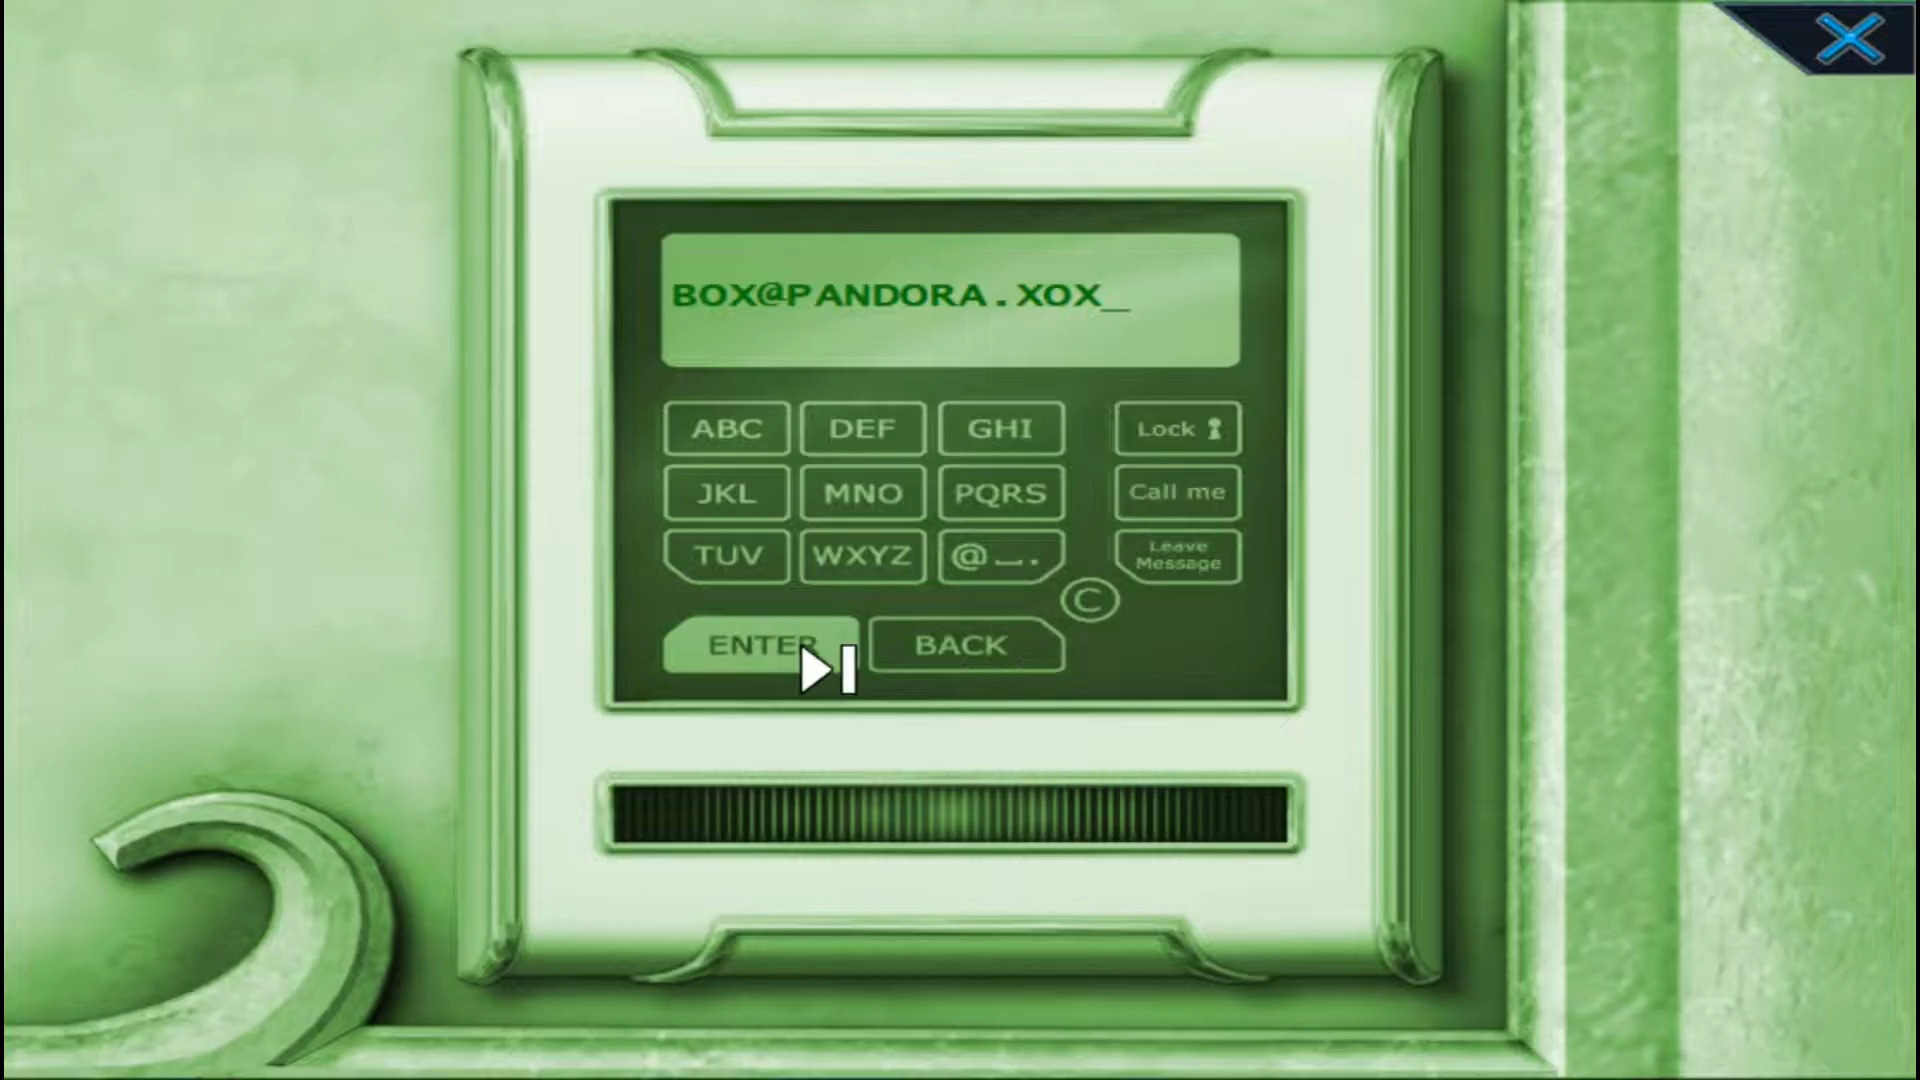 BOX@PANDORA.XOX_
ABC DEF GHI Lock
JKL MNO PQRS Call me
TUV WXYZ @⎵. Leave Message
C
ENTER BACK